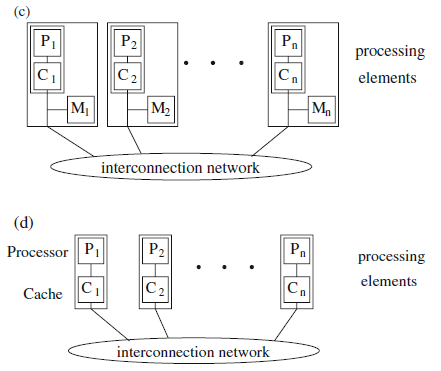 (c)
P1 P2 Pn
processing
C1 C2 . . . Cn
elements
M1 M2 Mn
interconnection network
(d)
Processor P1 P2 Pn
processing
. . .
elements
Cache C1 C2 Cn
interconnection network